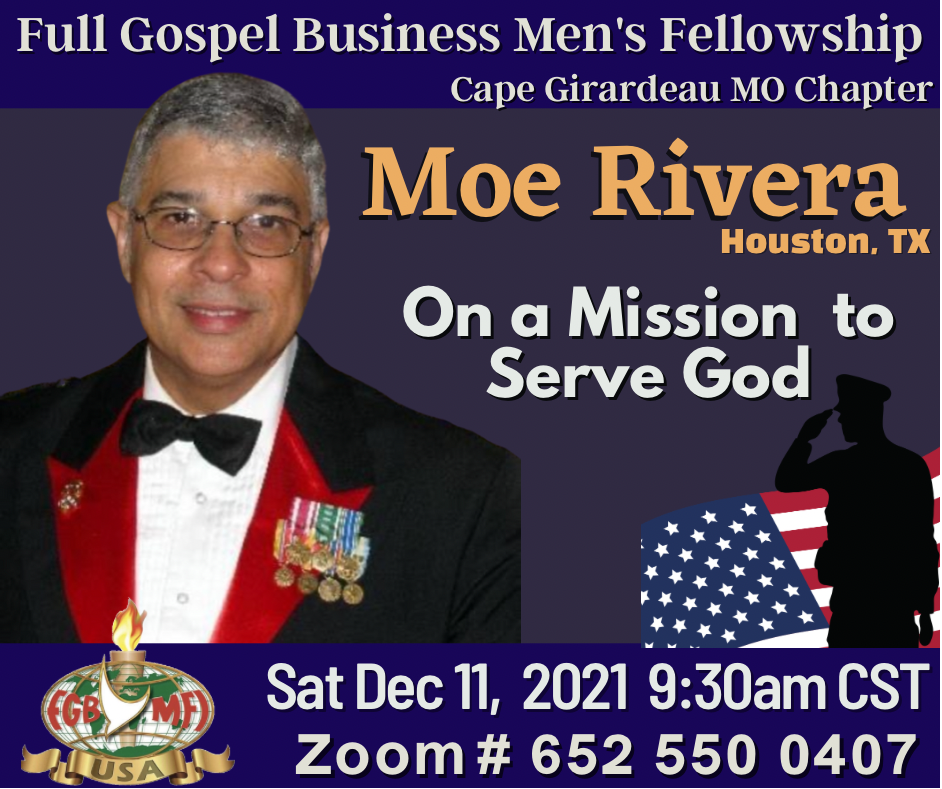 Full Gospel Business Men's Fellowship
Cape Girardeau MO Chapter
Moe Rivera
Houston, TX
On a Mission to
Serve God
FGBMFI
USA
Sat Dec 11, 2021 9:30am CST
Zoom# 652 550 0407